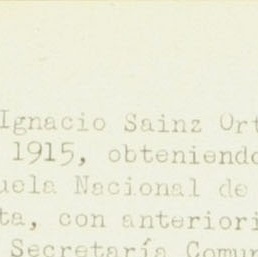 Ignacio Sainz Ort
1915, obteniendo
uela Nacional de
ta, con anteriori
Secretaría Comun